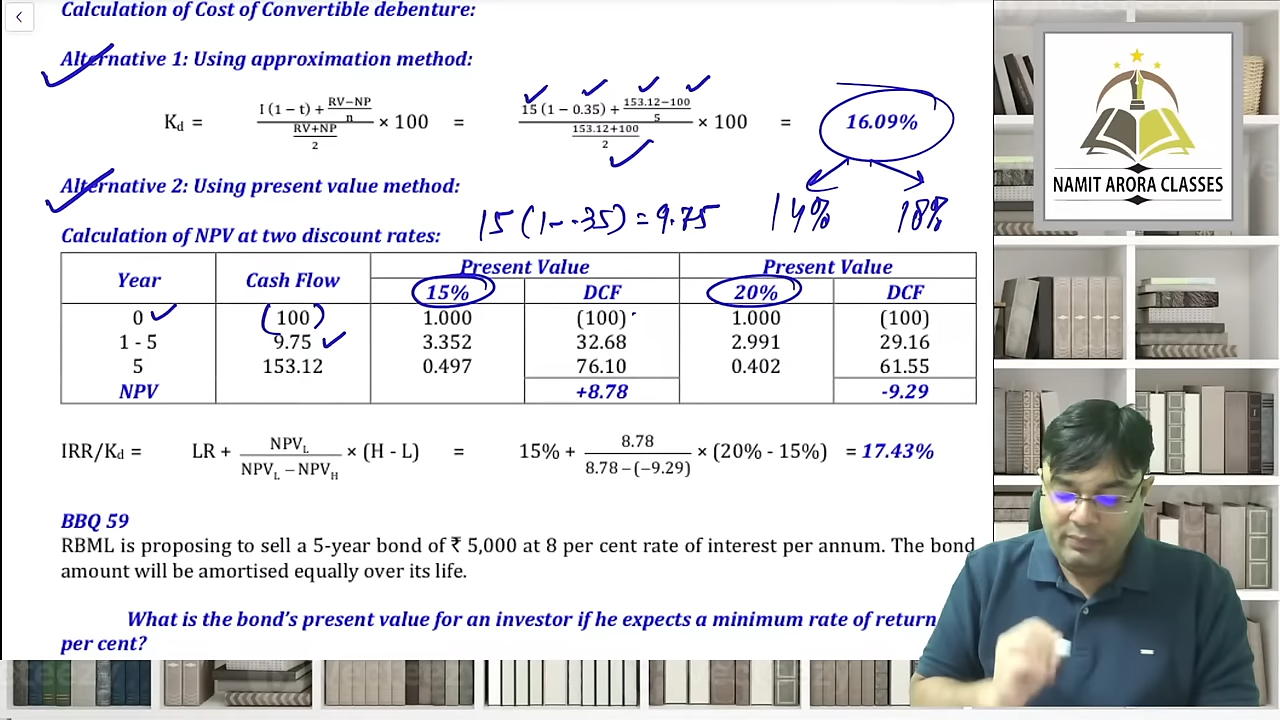 Calculation of Cost of Convertible debenture:
Alternative 1: Using approximation method:
K_d = (I (1 − t) + (RV−NP)/n) / ((RV+NP)/2) × 100 = (15 (1 − 0.35) + (153.12−100)/5) / ((153.12+100)/2) × 100 = 16.09%
Alternative 2: Using present value method:
15 (1 - .35) = 9.75 14% 18%
Calculation of NPV at two discount rates:
Year Cash Flow Present Value Present Value
15% DCF 20% DCF
0 (100) 1.000 (100) 1.000 (100)
1 - 5 9.75 3.352 32.68 2.991 29.16
5 153.12 0.497 76.10 0.402 61.55
NPV +8.78 -9.29
IRR/K_d = LR + NPV_L / (NPV_L − NPV_H) × (H - L) = 15% + 8.78 / (8.78 − (−9.29)) × (20% - 15%) = 17.43%
BBQ 59
RBML is proposing to sell a 5-year bond of ₹ 5,000 at 8 per cent rate of interest per annum. The bond
amount will be amortised equally over its life.
What is the bond's present value for an investor if he expects a minimum rate of return
per cent?
NAMIT ARORA CLASSES